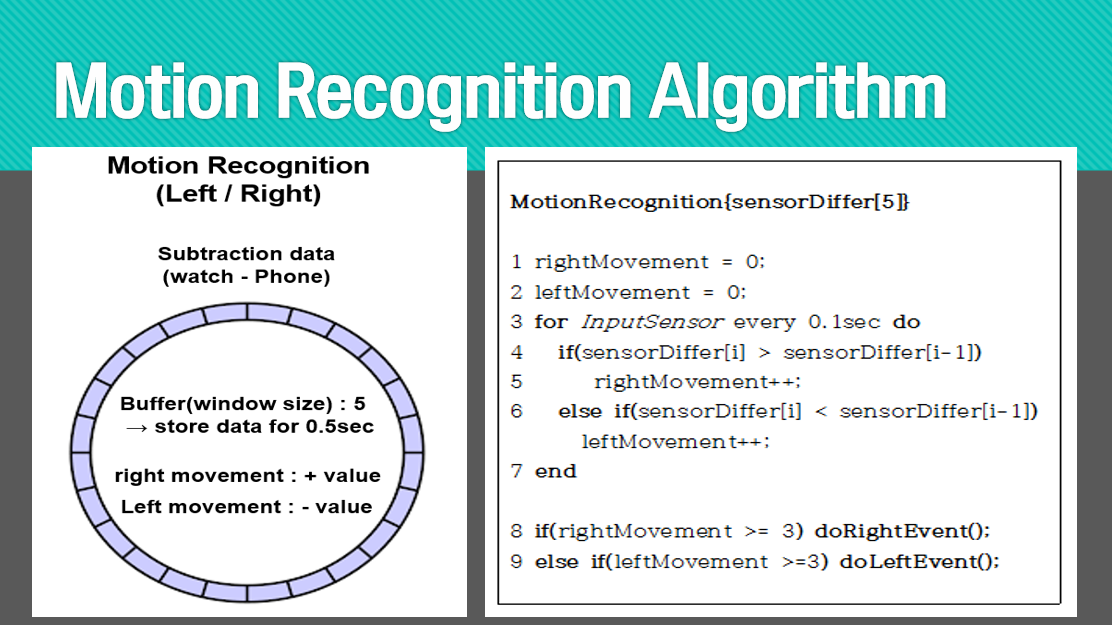 Motion Recognition Algorithm
Motion Recognition
(Left / Right)
Subtraction data
(watch - Phone)
Buffer(window size) : 5
→ store data for 0.5sec
right movement : + value
Left movement : - value
MotionRecognition{sensorDiffer[5]}
1 rightMovement = 0;
2 leftMovement = 0;
3 for InputSensor every 0.1sec do
4 if(sensorDiffer[i] > sensorDiffer[i-1])
5 rightMovement++;
6 else if(sensorDiffer[i] < sensorDiffer[i-1])
leftMovement++;
7 end
8 if(rightMovement >= 3) doRightEvent();
9 else if(leftMovement >=3) doLeftEvent();